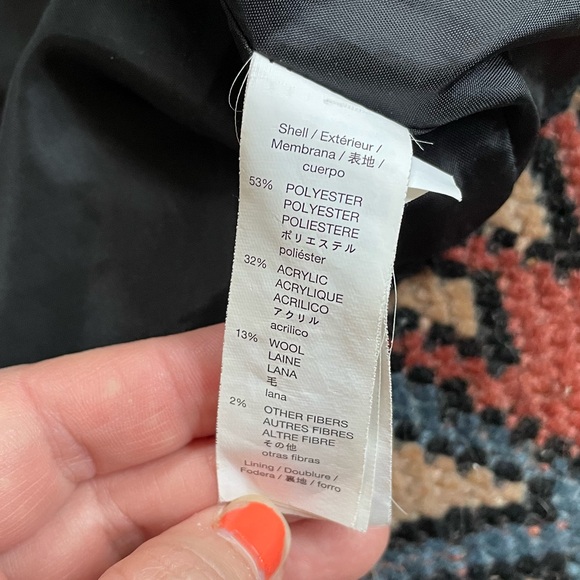 Shell / Extérieur /
Membrana / 表地 /
cuerpo
53% POLYESTER
POLYESTER
POLIESTERE
ポリエステル
poliéster
32% ACRYLIC
ACRYLIQUE
ACRILICO
アクリル
acrílico
13% WOOL
LAINE
LANA
毛
lana
2% OTHER FIBERS
AUTRES FIBRES
ALTRE FIBRE
その他
otras fibras
Lining / Doublure /
Fodera / 裏地 / forro